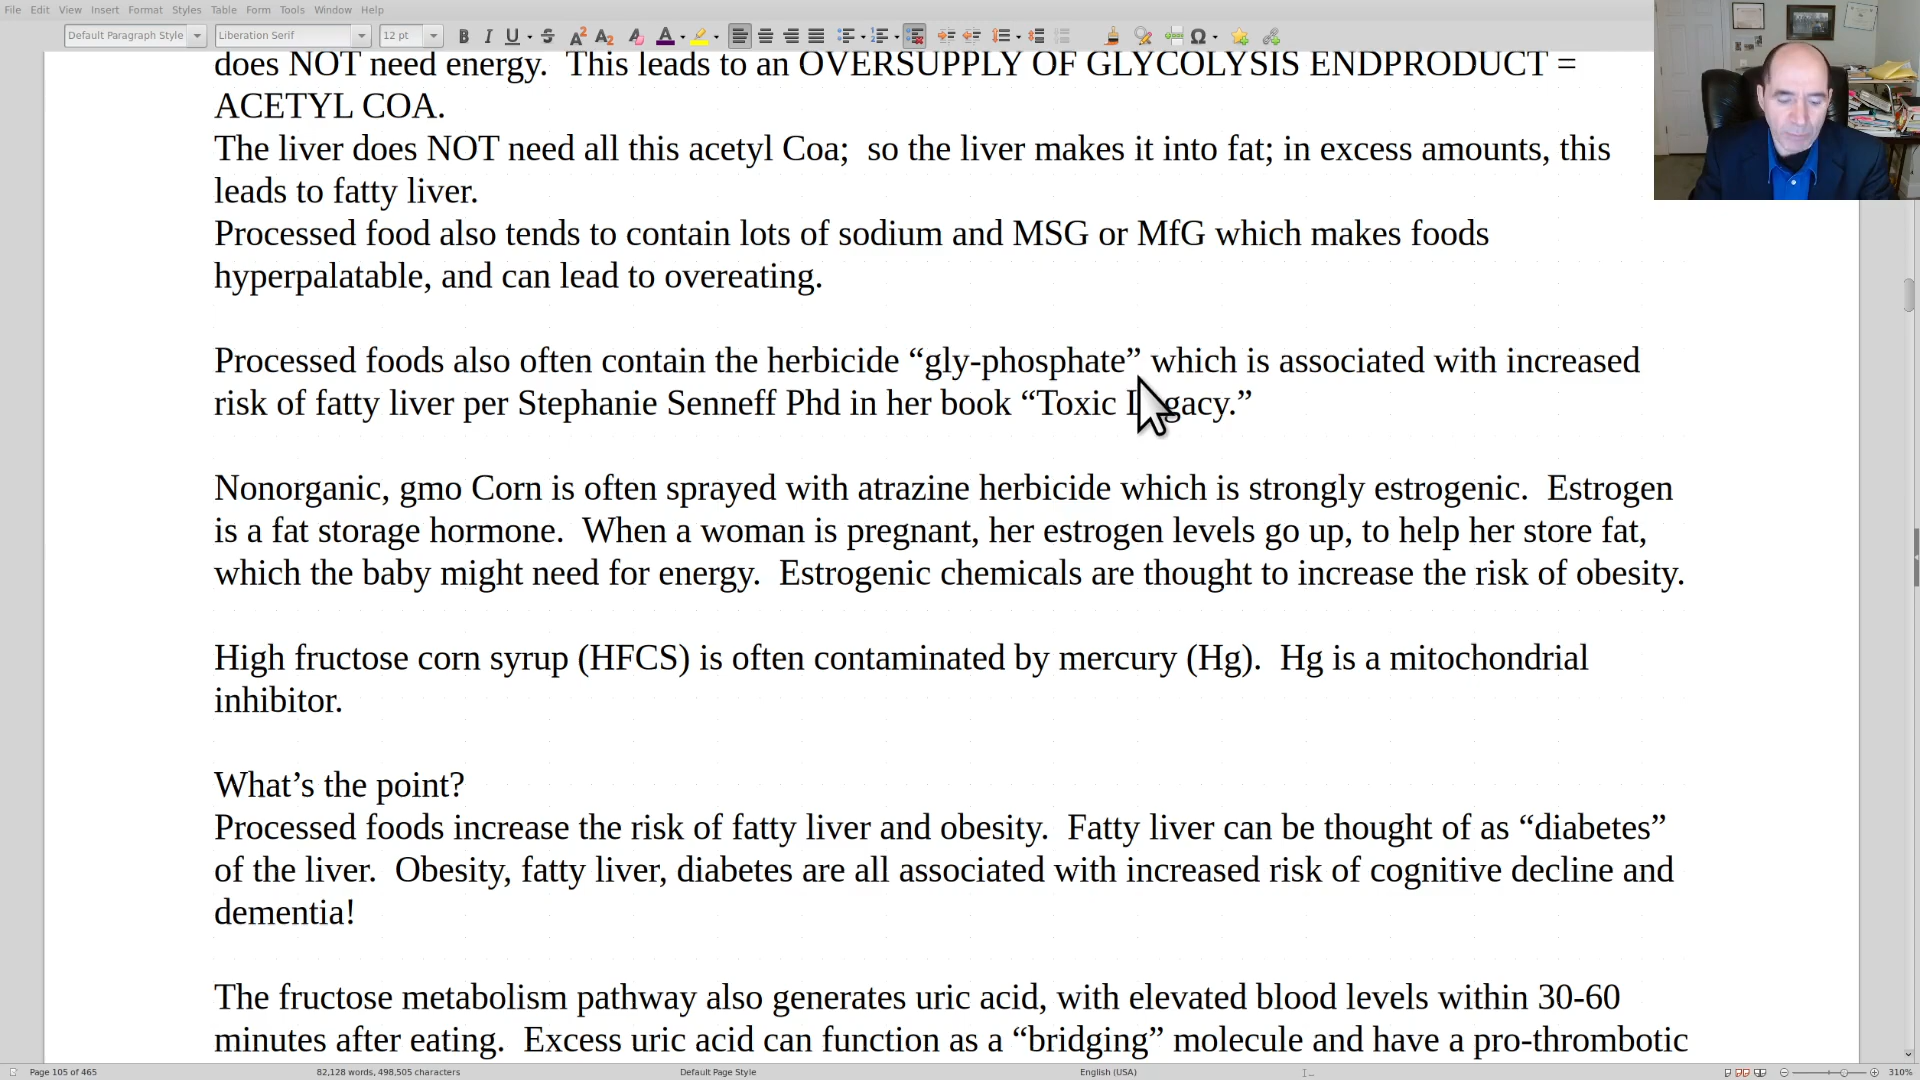 File Edit View Insert Format Styles Table Form Tools Window Help
Default Paragraph Style Liberation Serif 12 pt
does NOT need energy.  This leads to an OVERSUPPLY OF GLYCOLYSIS ENDPRODUCT =
ACETYL COA.
The liver does NOT need all this acetyl Coa;  so the liver makes it into fat; in excess amounts, this
leads to fatty liver.
Processed food also tends to contain lots of sodium and MSG or MfG which makes foods
hyperpalatable, and can lead to overeating.
Processed foods also often contain the herbicide “gly-phosphate” which is associated with increased
risk of fatty liver per Stephanie Senneff Phd in her book “Toxic Legacy.”
Nonorganic, gmo Corn is often sprayed with atrazine herbicide which is strongly estrogenic.  Estrogen
is a fat storage hormone.  When a woman is pregnant, her estrogen levels go up, to help her store fat,
which the baby might need for energy.  Estrogenic chemicals are thought to increase the risk of obesity.
High fructose corn syrup (HFCS) is often contaminated by mercury (Hg).  Hg is a mitochondrial
inhibitor.
What’s the point?
Processed foods increase the risk of fatty liver and obesity.  Fatty liver can be thought of as “diabetes”
of the liver.  Obesity, fatty liver, diabetes are all associated with increased risk of cognitive decline and
dementia!
The fructose metabolism pathway also generates uric acid, with elevated blood levels within 30-60
minutes after eating.  Excess uric acid can function as a “bridging” molecule and have a pro-thrombotic
Page 105 of 465 82,128 words, 498,505 characters Default Page Style English (USA) 310%